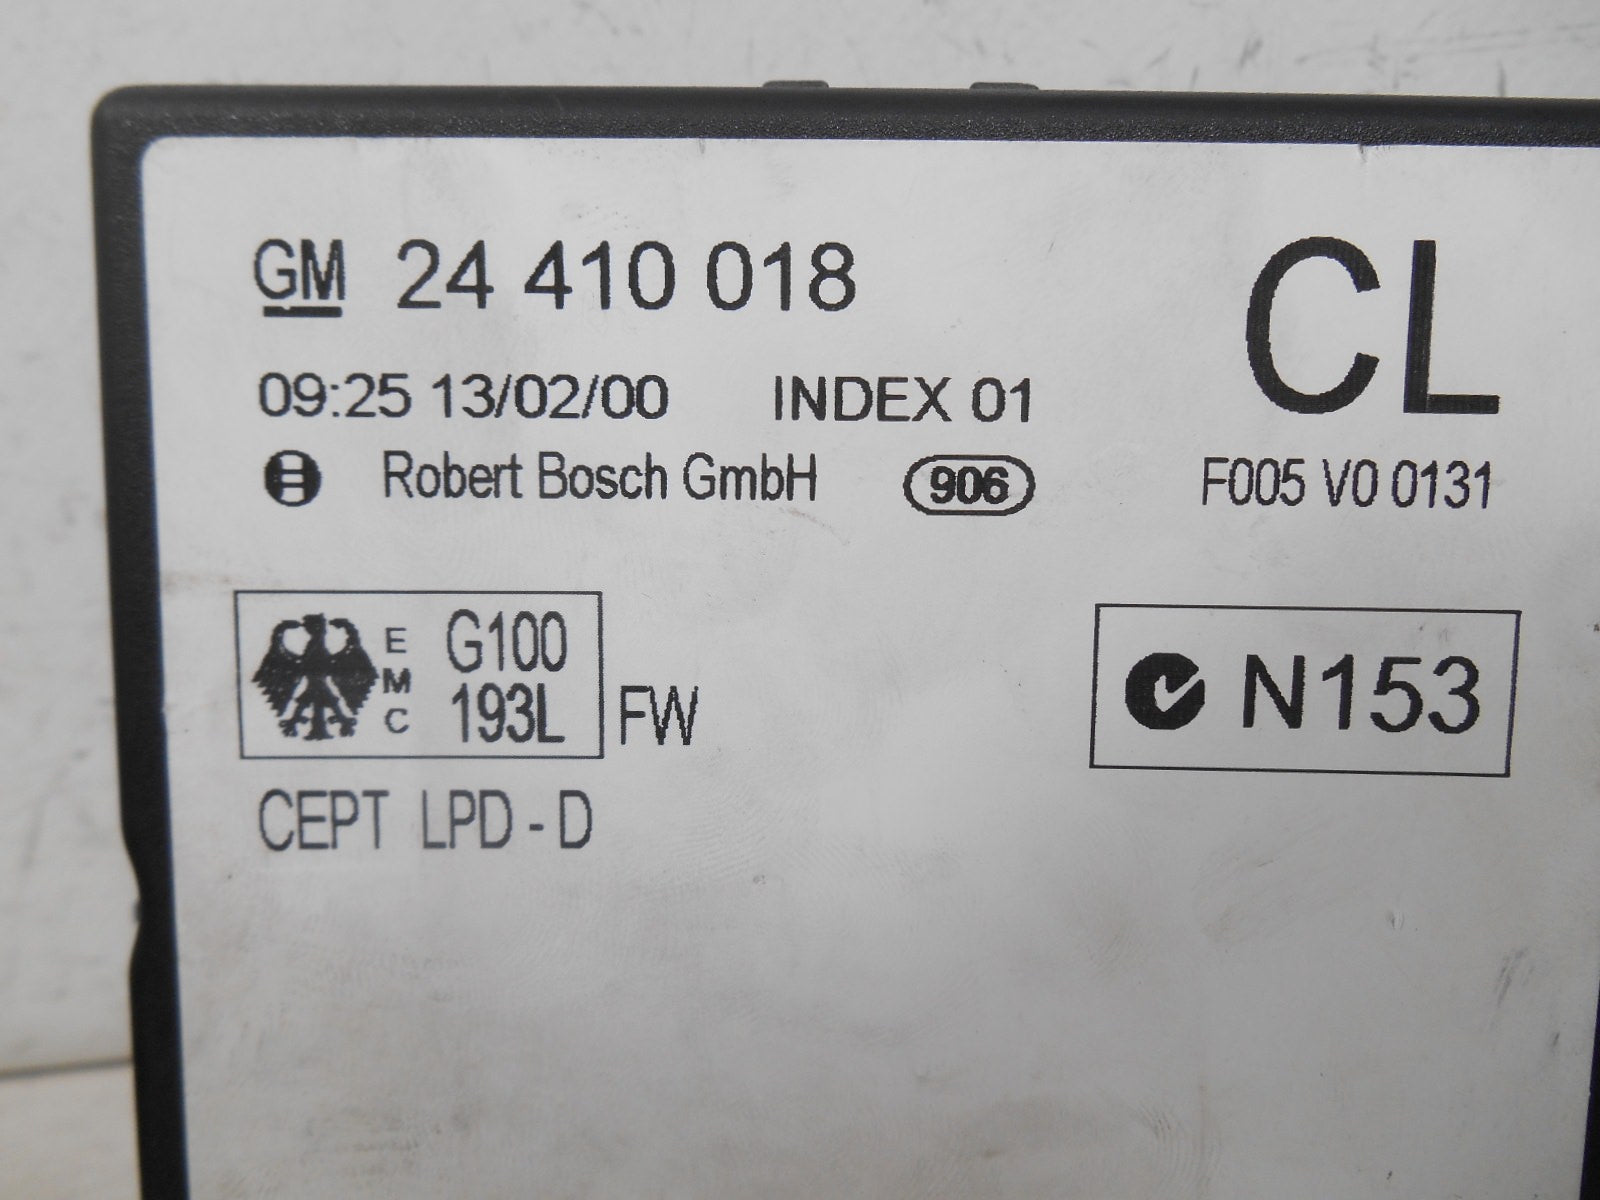 GM 24 410 018 CL
09:25 13/02/00 INDEX 01
Robert Bosch GmbH 906 F005 V0 0131
EMC G100
193L FW
N153
CEPT LPD - D